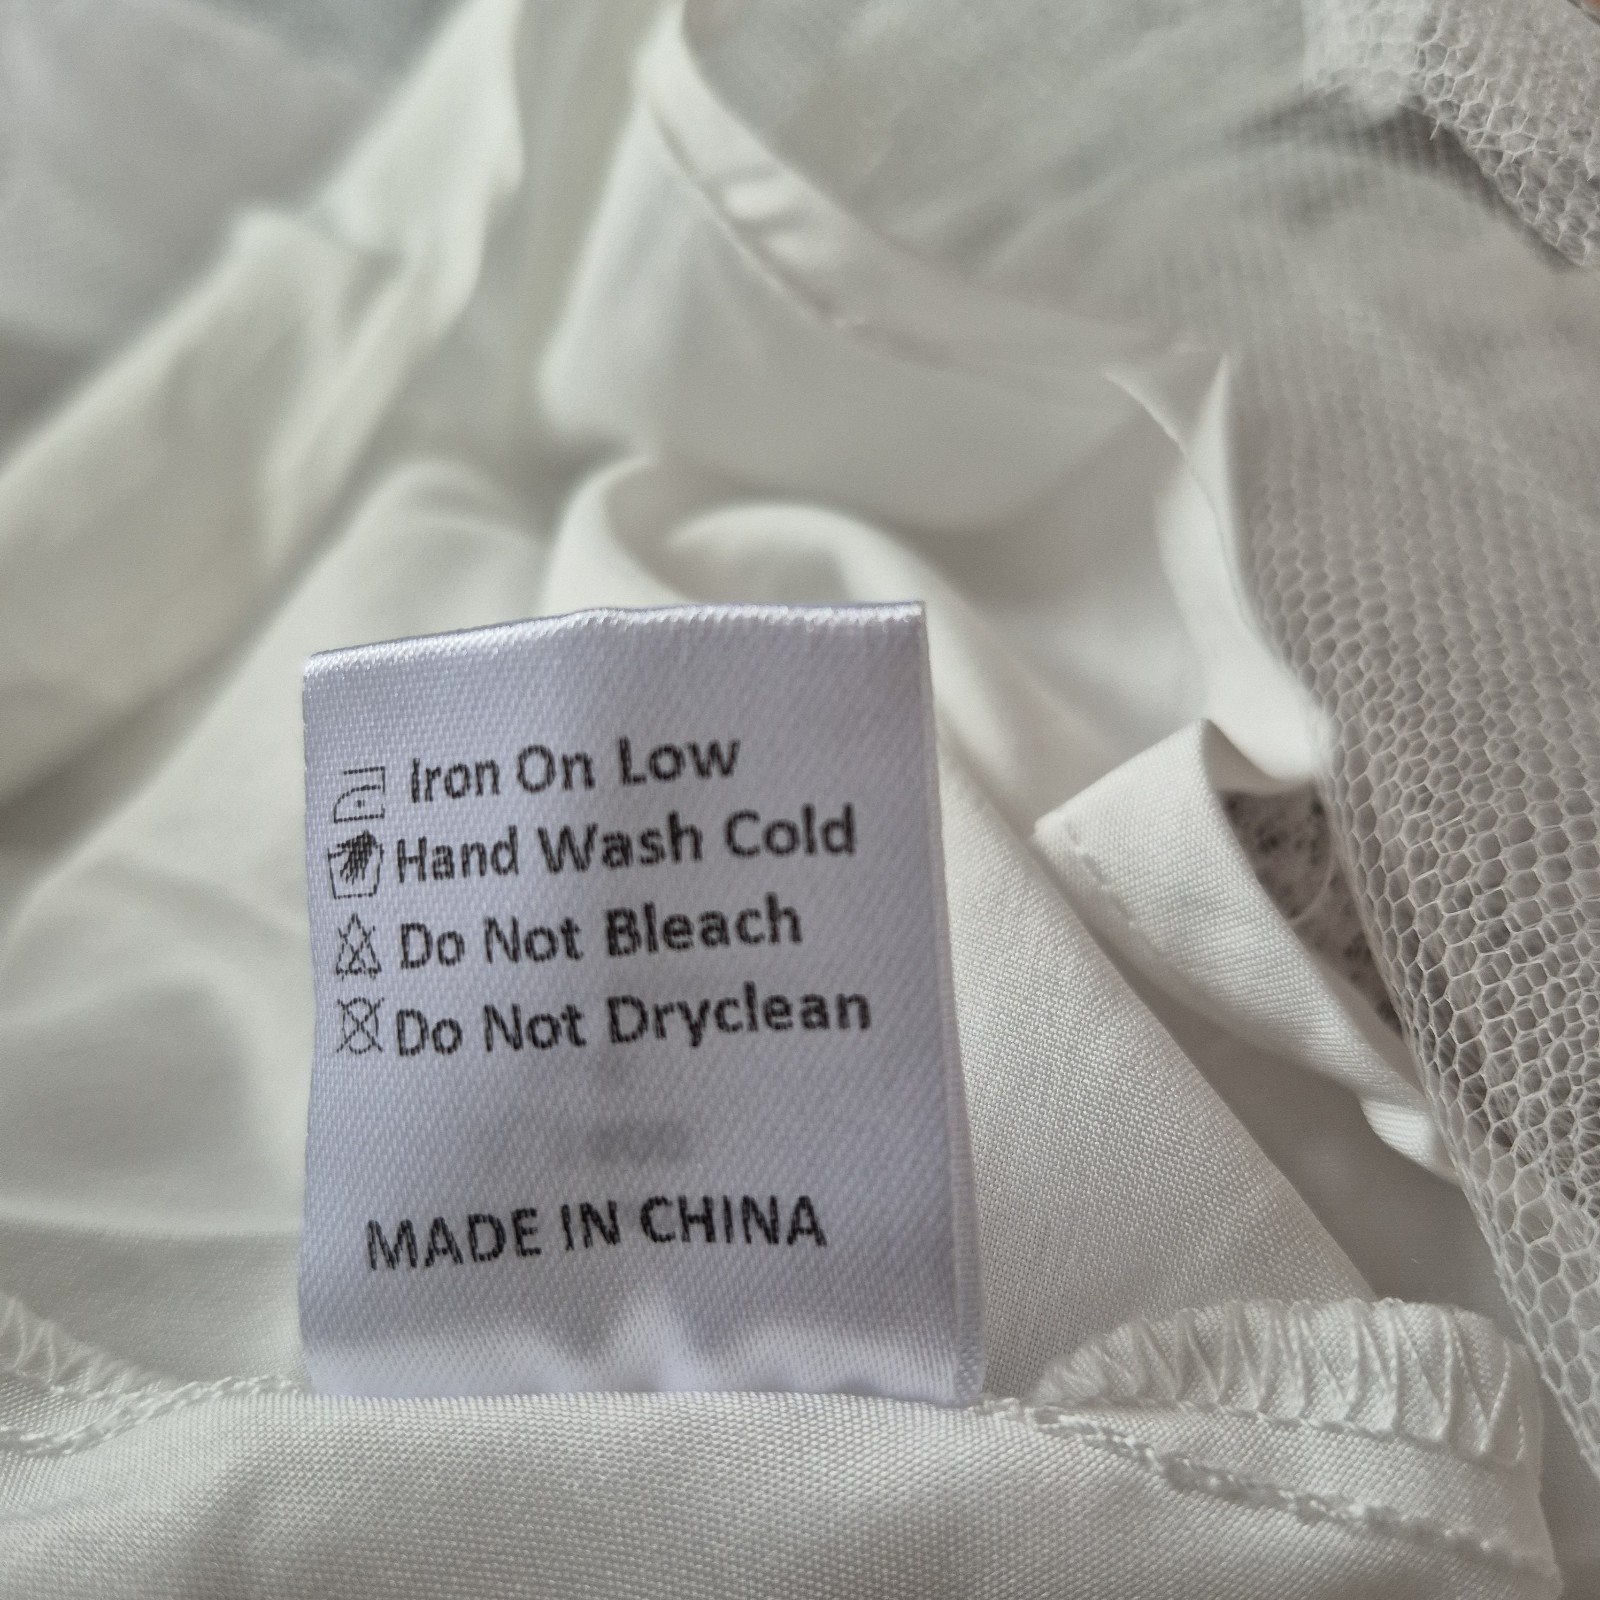 Iron On Low
Hand Wash Cold
Do Not Bleach
Do Not Dryclean
MADE IN CHINA